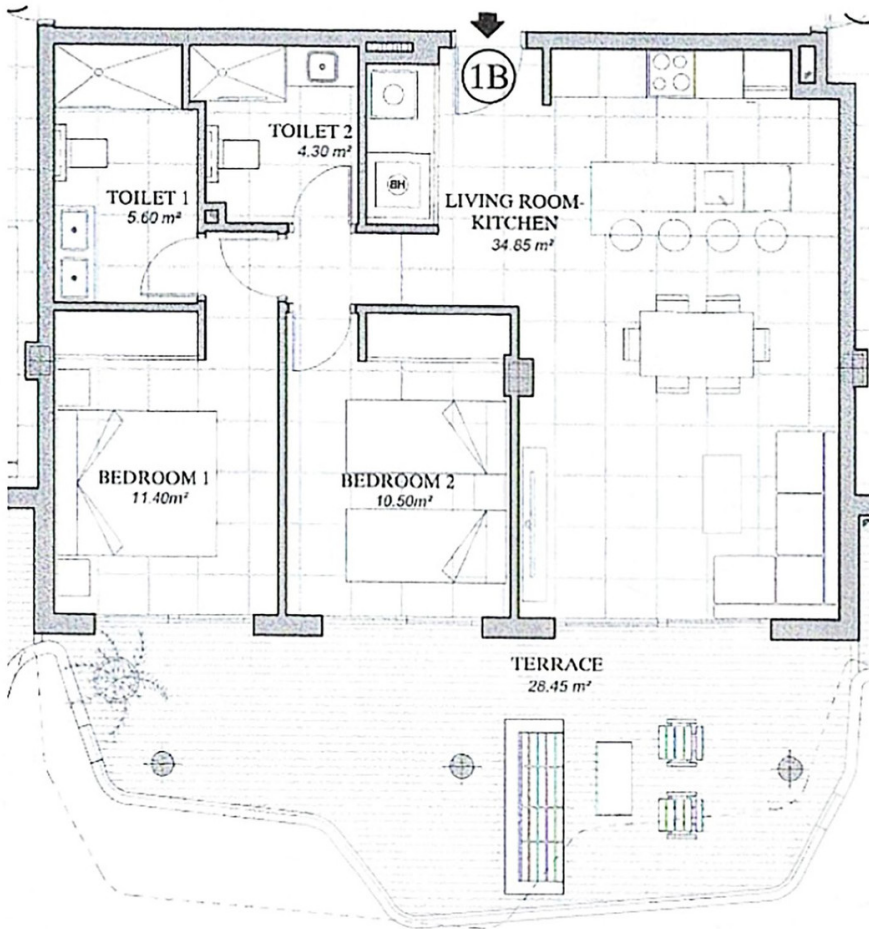 1B
TOILET 2
4.30 m²
TOILET 1
5.60 m²
BH
LIVING ROOM-
KITCHEN
34.85 m²
BEDROOM 1
11.40m²
BEDROOM 2
10.50m²
TERRACE
28.45 m²